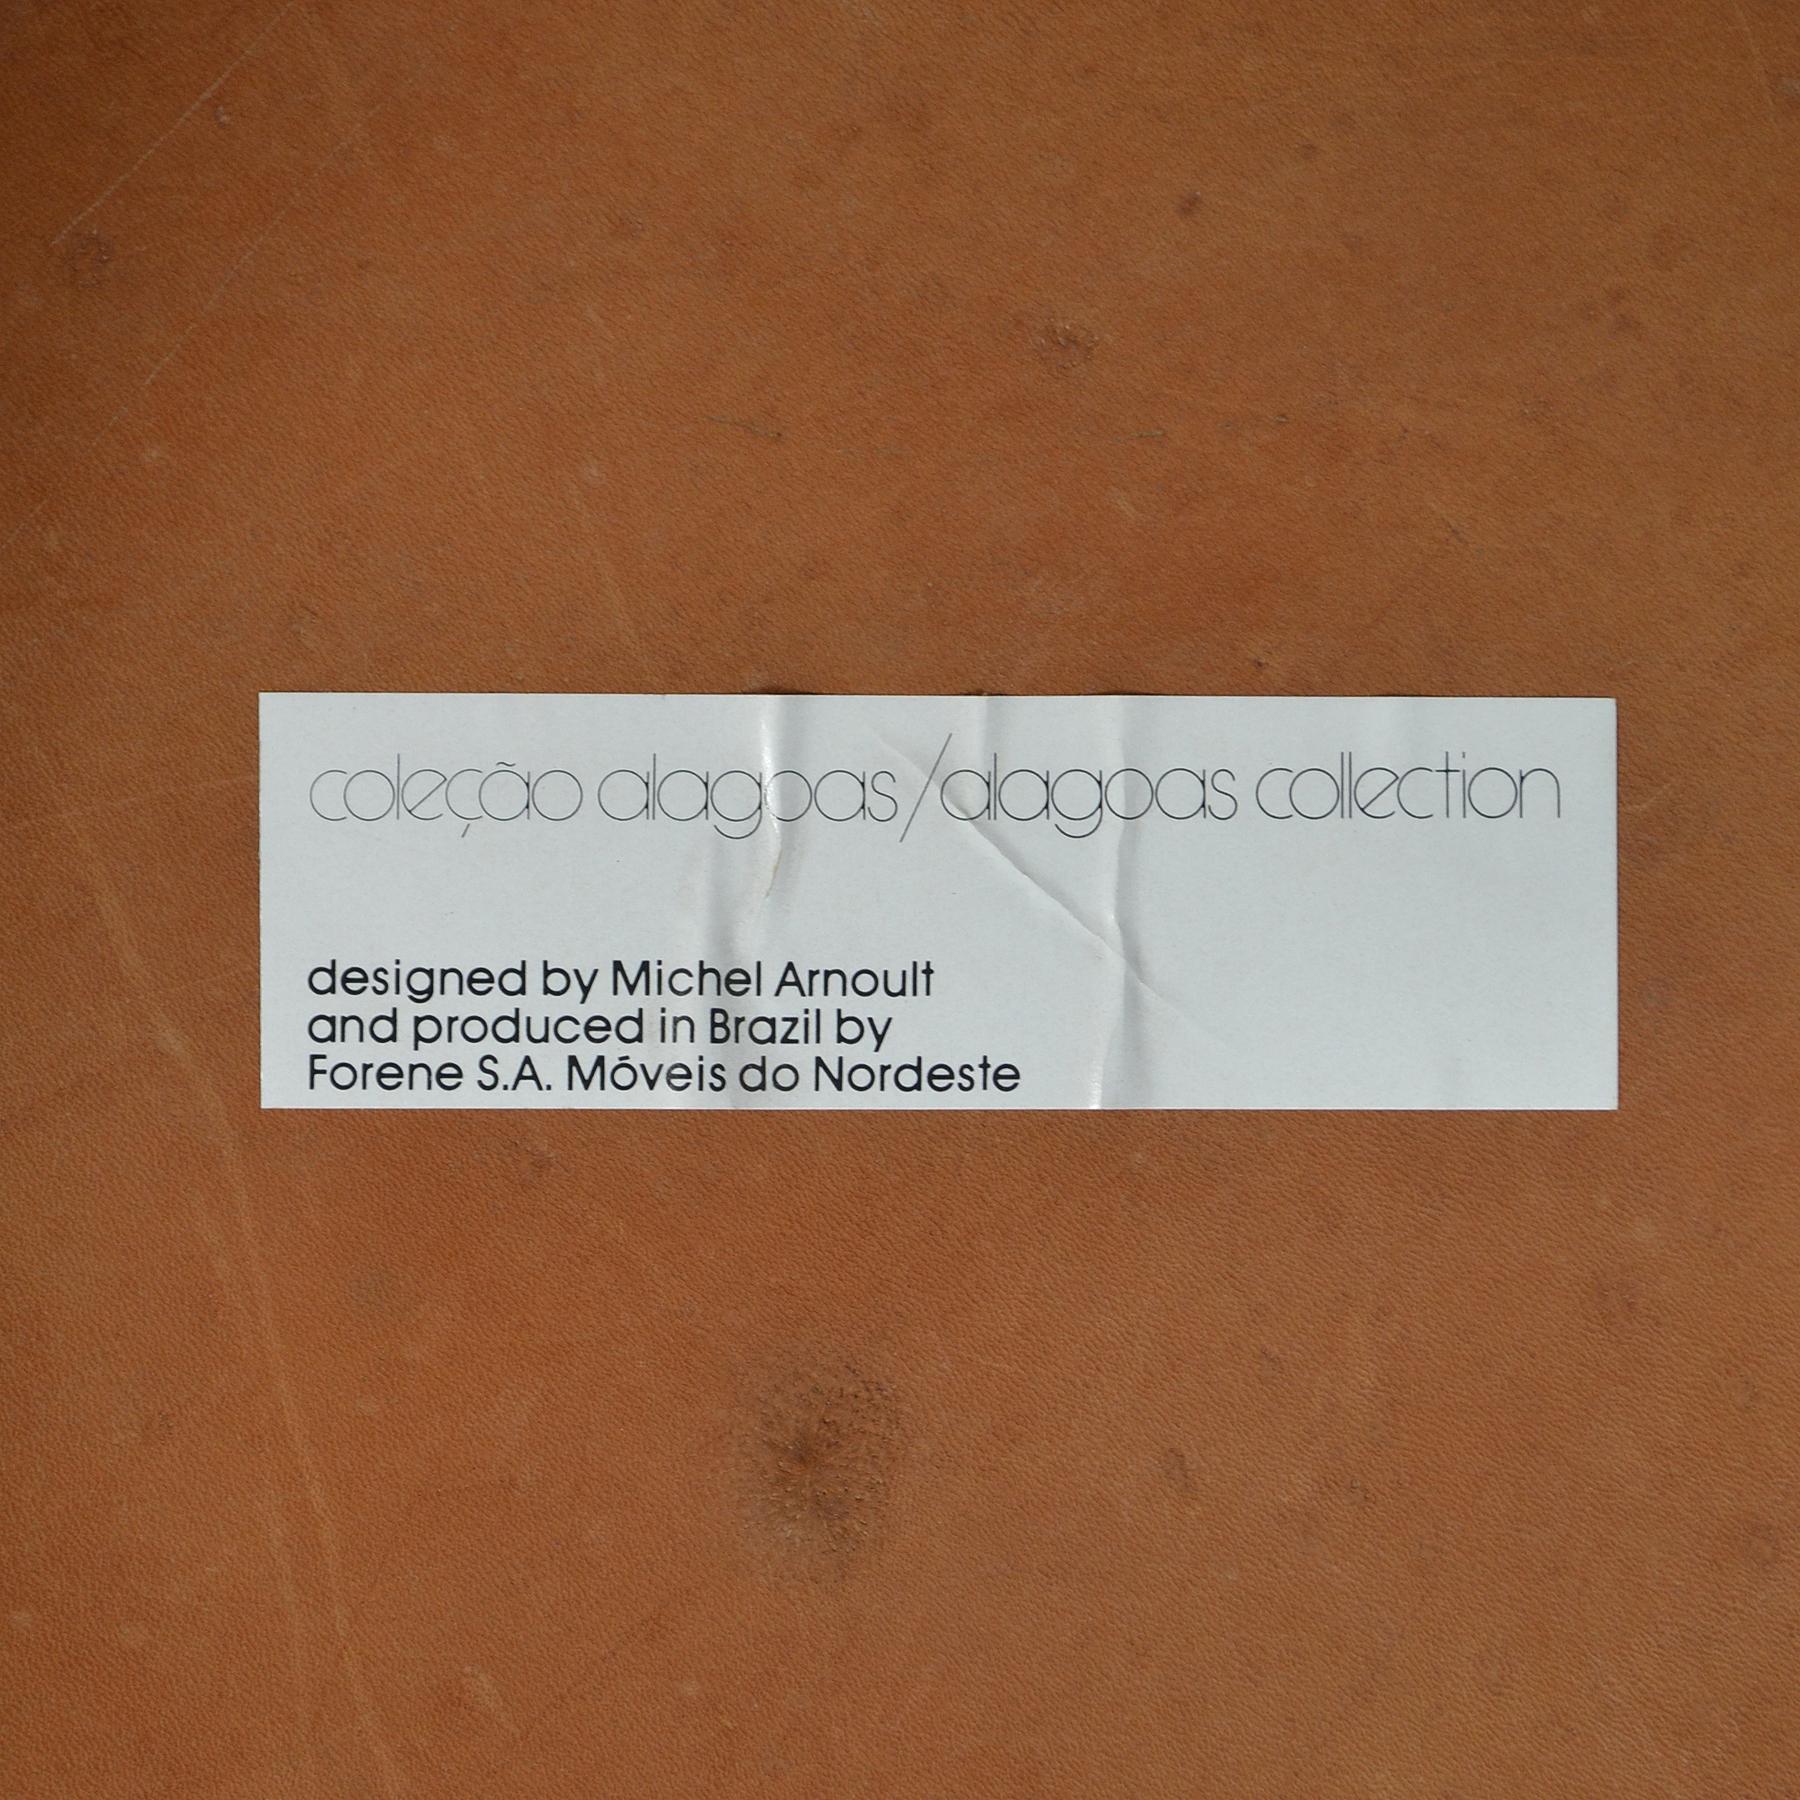 coleção alagoas/alagoas collection
designed by Michel Arnoult
and produced in Brazil by
Forene S.A. Móveis do Nordeste